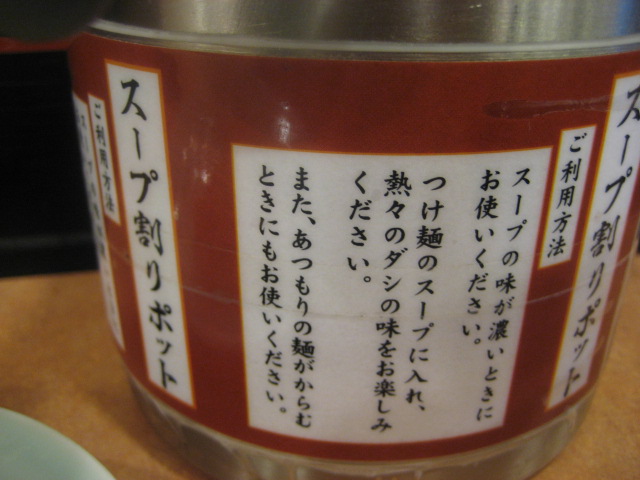 スープ割りポット
ご利用方法
スープの味が濃いときに
お使いください。
つけ麺のスープに入れ、
熱々のダシの味をお楽しみ
ください。
また、あつもりの麺がからむ
ときにもお使いください。
スープ割りポット
ご利用方法